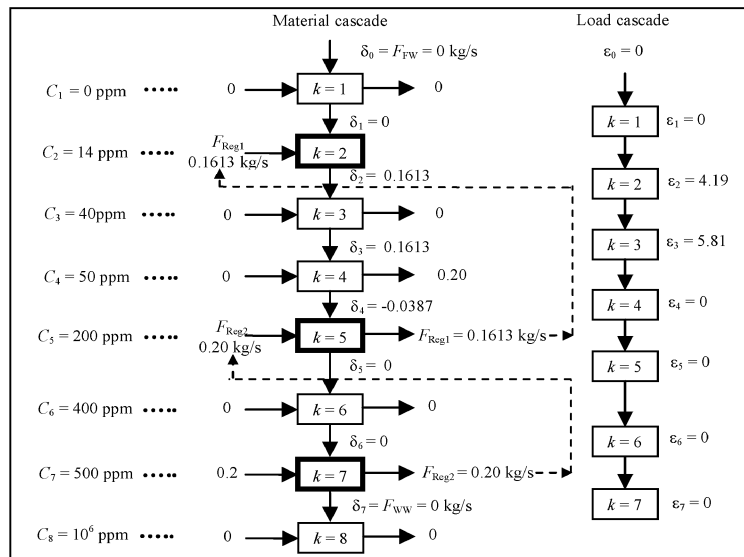 Material cascade
Load cascade
δ0 = FFW = 0 kg/s
ε0 = 0
C1 = 0 ppm ••••• 0 k = 1 0
δ1 = 0
k = 1 ε1 = 0
FReg1
C2 = 14 ppm ••••• 0.1613 kg/s k = 2
δ2 = 0.1613
k = 2 ε2 = 4.19
C3 = 40ppm ••••• 0 k = 3 0
δ3 = 0.1613
k = 3 ε3 = 5.81
C4 = 50 ppm ••••• 0 k = 4 0.20
δ4 = -0.0387
k = 4 ε4 = 0
FReg2
C5 = 200 ppm ••••• 0.20 kg/s k = 5 FReg1 = 0.1613 kg/s
δ5 = 0
k = 5 ε5 = 0
C6 = 400 ppm ••••• 0 k = 6 0
δ6 = 0
k = 6 ε6 = 0
C7 = 500 ppm ••••• 0.2 k = 7 FReg2 = 0.20 kg/s
δ7 = FWW = 0 kg/s
k = 7 ε7 = 0
C8 = 10⁶ ppm ••••• 0 k = 8 0